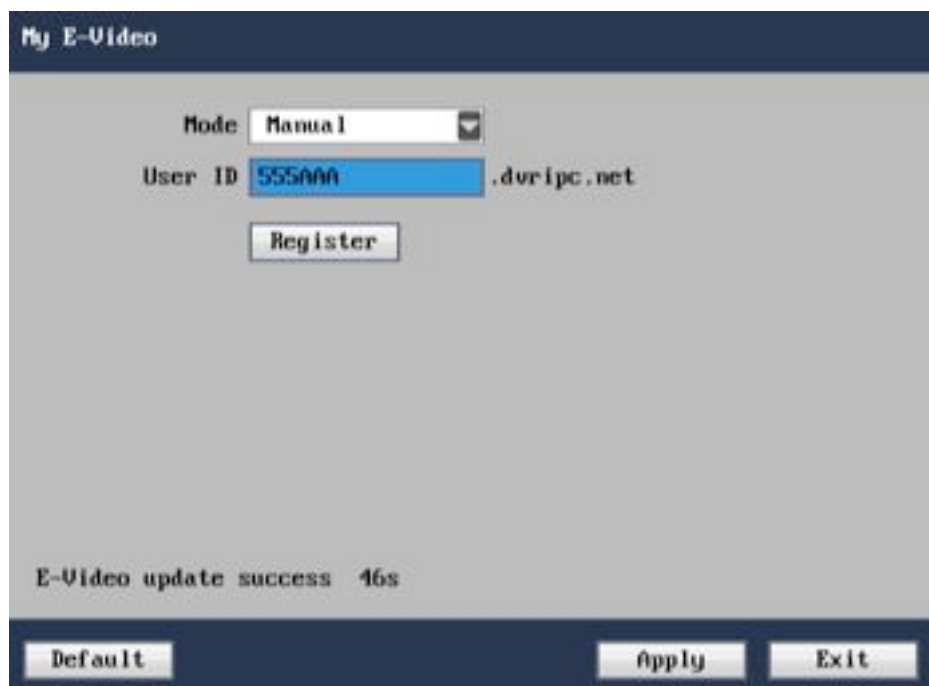 My E-Video
Mode Manual
User ID 555AAA .dvripc.net
Register
E-Video update success 46s
Default Apply Exit